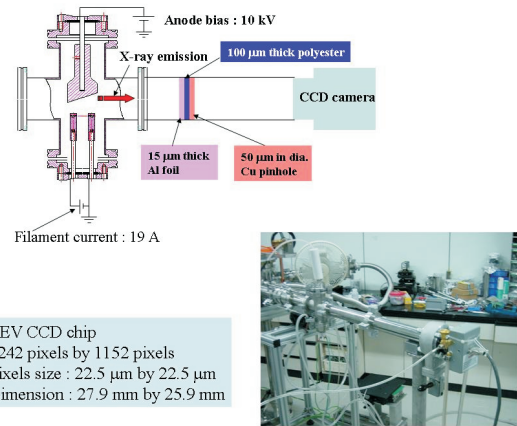 Anode bias : 10 kV
X-ray emission
100 μm thick polyester
CCD camera
15 μm thick
Al foil
50 μm in dia.
Cu pinhole
Filament current : 19 A
EV CCD chip
242 pixels by 1152 pixels
ixels size : 22.5 μm by 22.5 μm
imension : 27.9 mm by 25.9 mm